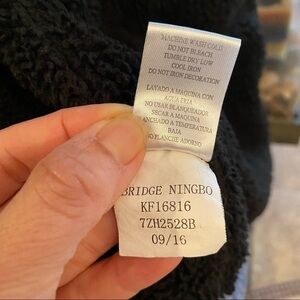 MACHINE WASH COLD
DO NOT BLEACH
TUMBLE DRY LOW
COOL IRON
DO NOT IRON DECORATION
LAVADO A MAQUINA CON
AGUA FRIA
NO USAR BLANQUEADOR
SECAR A MAQUINA
ANCHADO A TEMPERATURA
BAJA
NO PLANCHE ADORNO
BRIDGE NINGBO
KF16816
7ZH2528B
09/16